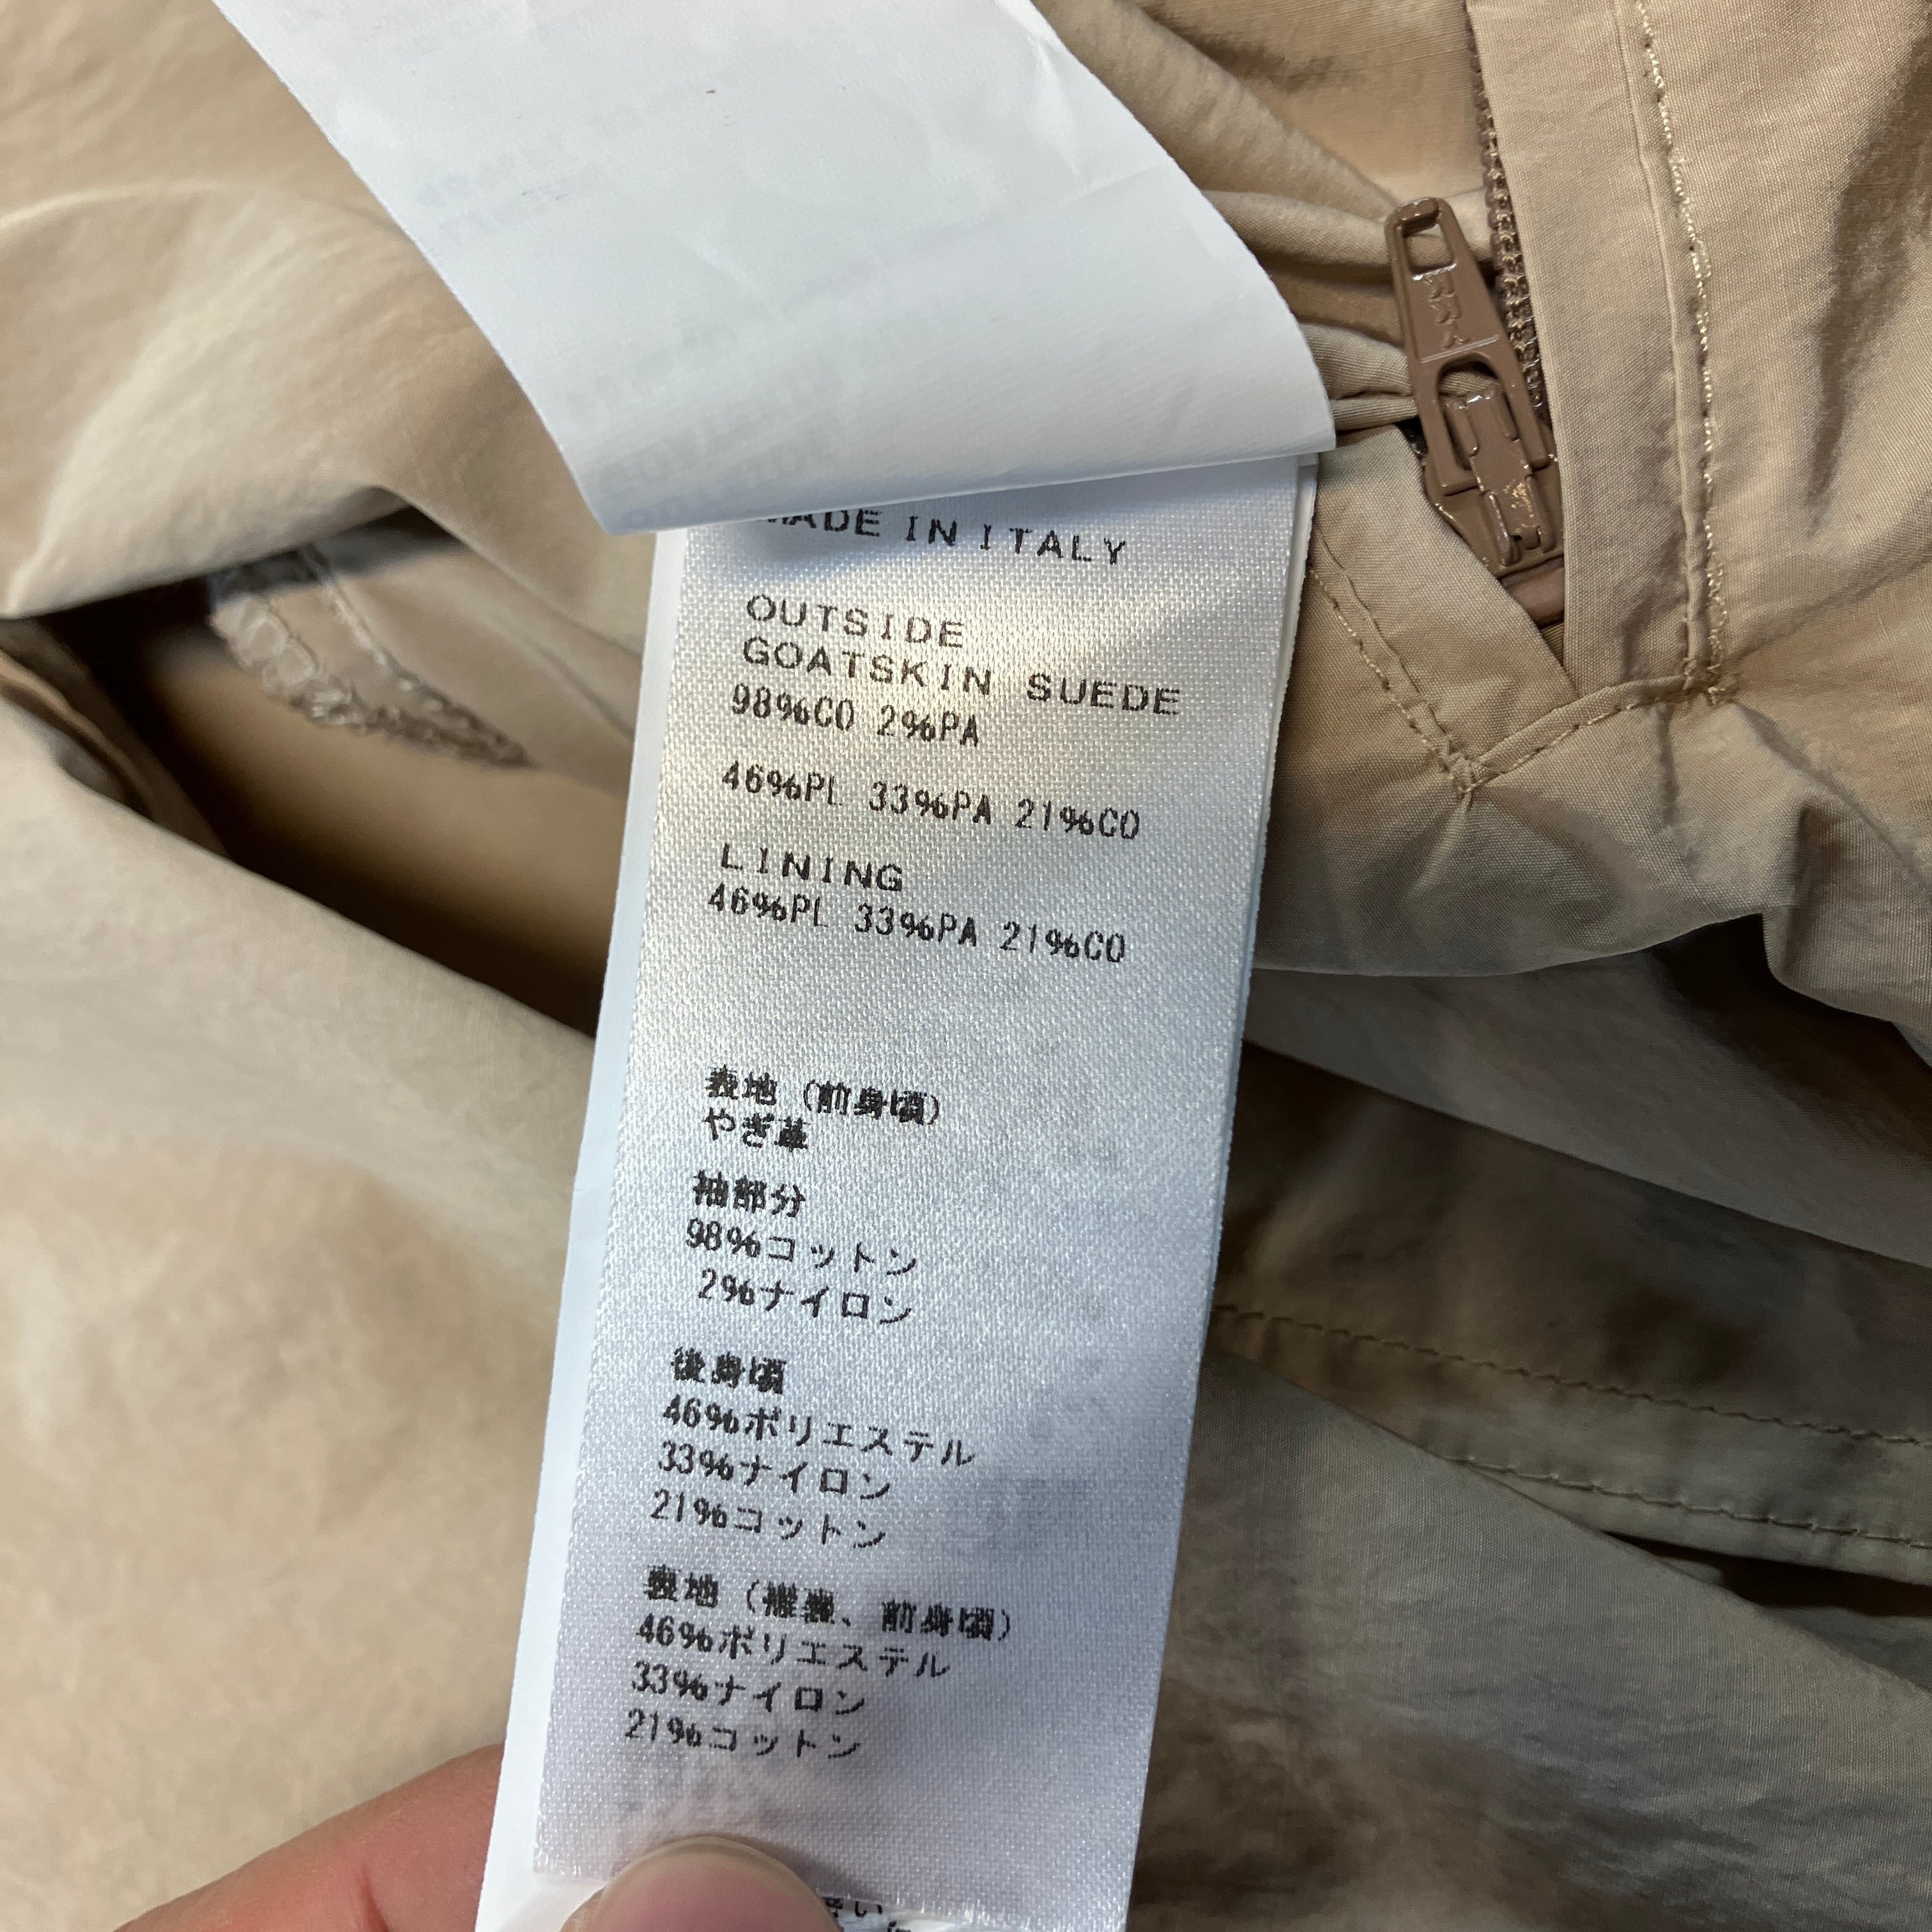 MADE IN ITALY
OUTSIDE
GOATSKIN SUEDE
98%CO 2%PA
46%PL 33%PA 21%CO
LINING
46%PL 33%PA 21%CO
表地 (前身頃)
やぎ革
袖部分
98%コットン
2%ナイロン
後身頃
46%ポリエステル
33%ナイロン
21%コットン
表地 (襟裏、前身頃)
46%ポリエステル
33%ナイロン
21%コットン